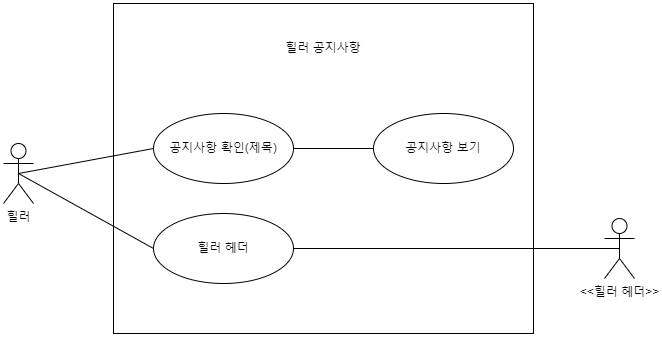 힐러 공지사항
공지사항 확인(제목)
공지사항 보기
힐러
힐러 헤더
<<힐러 헤더>>